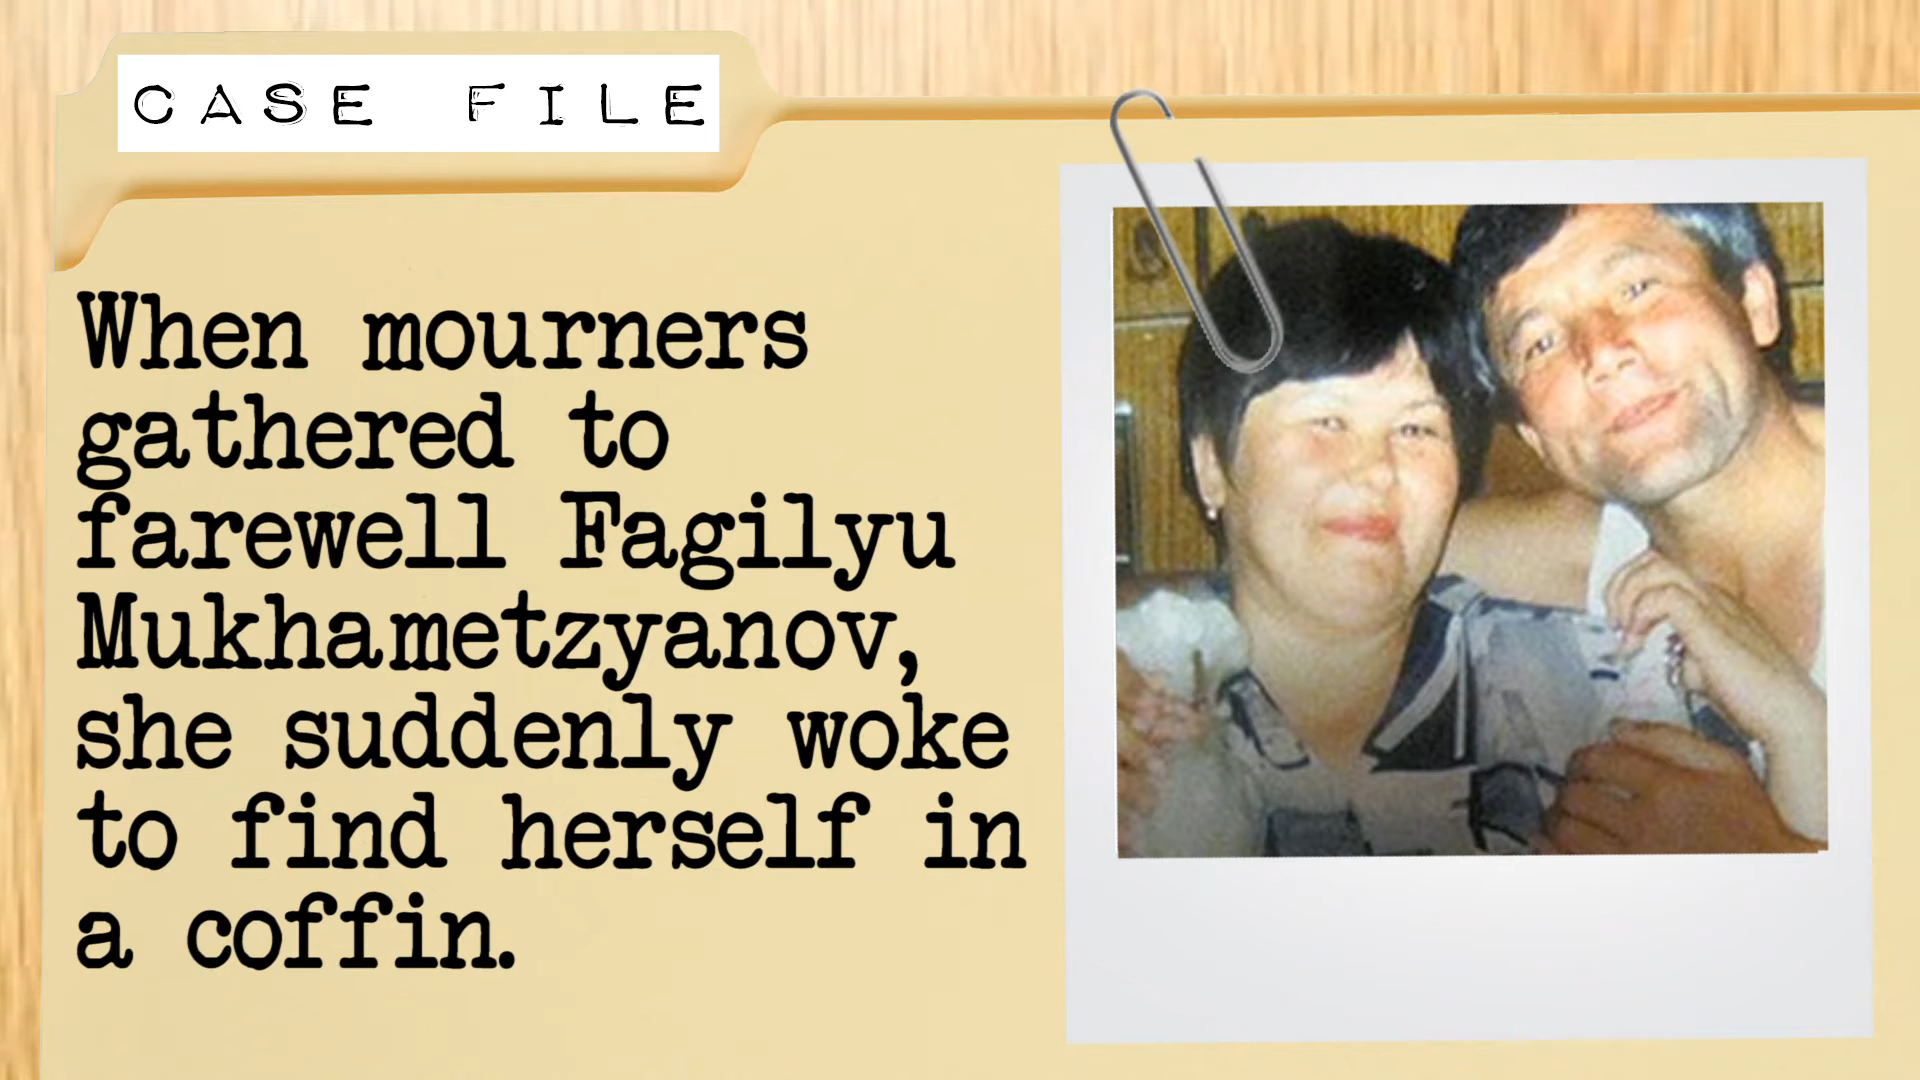 CASE FILE
When mourners
gathered to
farewell Fagilyu
Mukhametzyanov,
she suddenly woke
to find herself in
a coffin.